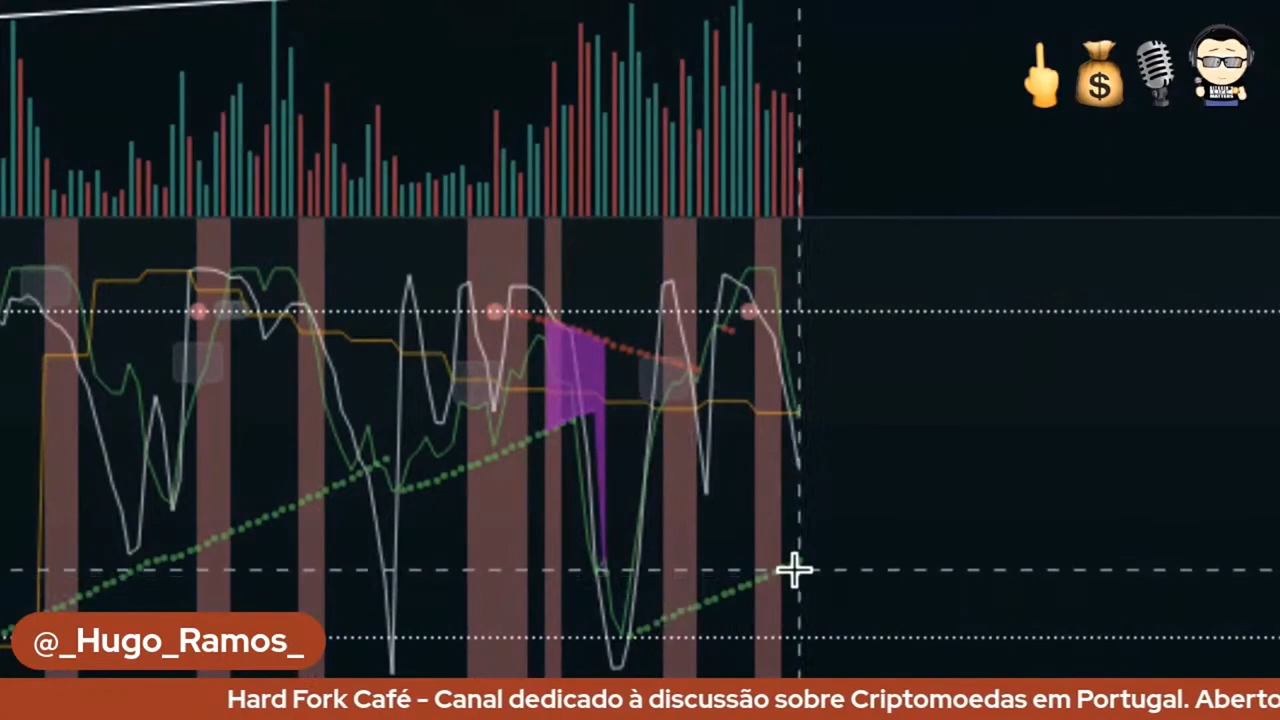 @_Hugo_Ramos_
Hard Fork Café - Canal dedicado à discussão sobre Criptomoedas em Portugal. Aberto